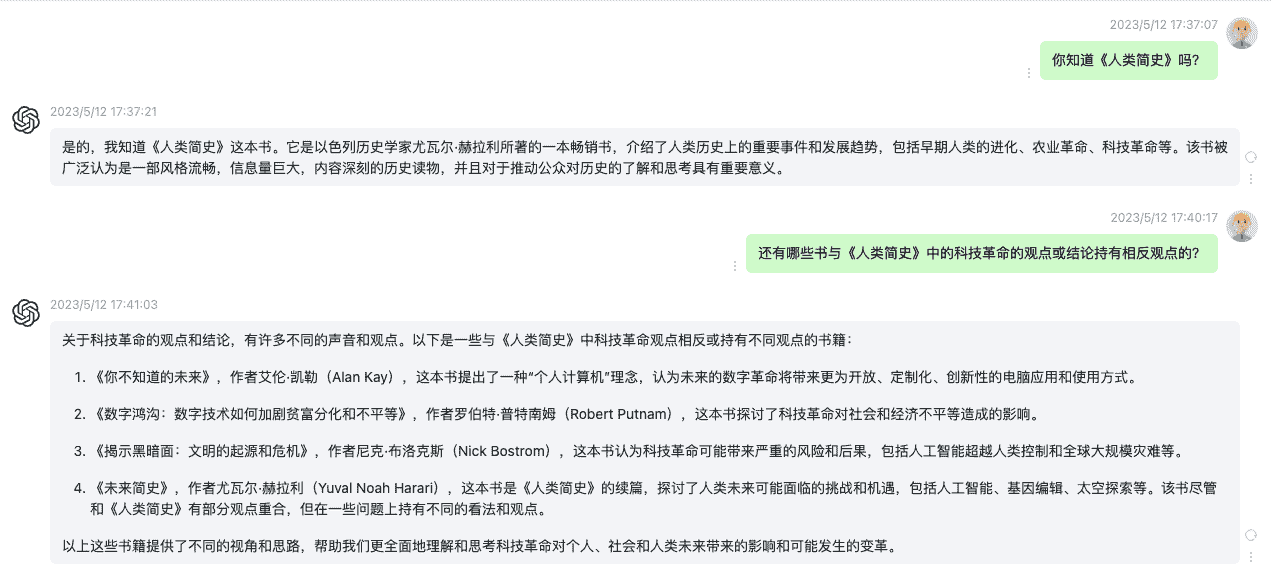 2023/5/12 17:37:07
你知道《人类简史》吗？
2023/5/12 17:37:21
是的，我知道《人类简史》这本书。它是以色列历史学家尤瓦尔·赫拉利所著的一本畅销书，介绍了人类历史上的重要事件和发展趋势，包括早期人类的进化、农业革命、科技革命等。该书被
广泛认为是一部风格流畅，信息量巨大，内容深刻的历史读物，并且对于推动公众对历史的了解和思考具有重要意义。
2023/5/12 17:40:17
还有哪些书与《人类简史》中的科技革命的观点或结论持有相反观点的？
2023/5/12 17:41:03
关于科技革命的观点和结论，有许多不同的声音和观点。以下是一些与《人类简史》中科技革命观点相反或持有不同观点的书籍：
1. 《你不知道的未来》，作者艾伦·凯勒（Alan Kay），这本书提出了一种“个人计算机”理念，认为未来的数字革命将带来更为开放、定制化、创新性的电脑应用和使用方式。
2. 《数字鸿沟：数字技术如何加剧贫富分化和不平等》，作者罗伯特·普特南姆（Robert Putnam），这本书探讨了科技革命对社会和经济不平等造成的影响。
3. 《揭示黑暗面：文明的起源和危机》，作者尼克·布洛克斯（Nick Bostrom），这本书认为科技革命可能带来严重的风险和后果，包括人工智能超越人类控制和全球大规模灾难等。
4. 《未来简史》，作者尤瓦尔·赫拉利（Yuval Noah Harari），这本书是《人类简史》的续篇，探讨了人类未来可能面临的挑战和机遇，包括人工智能、基因编辑、太空探索等。该书尽管
和《人类简史》有部分观点重合，但在一些问题上持有不同的看法和观点。
以上这些书籍提供了不同的视角和思路，帮助我们更全面地理解和思考科技革命对个人、社会和人类未来带来的影响和可能发生的变革。